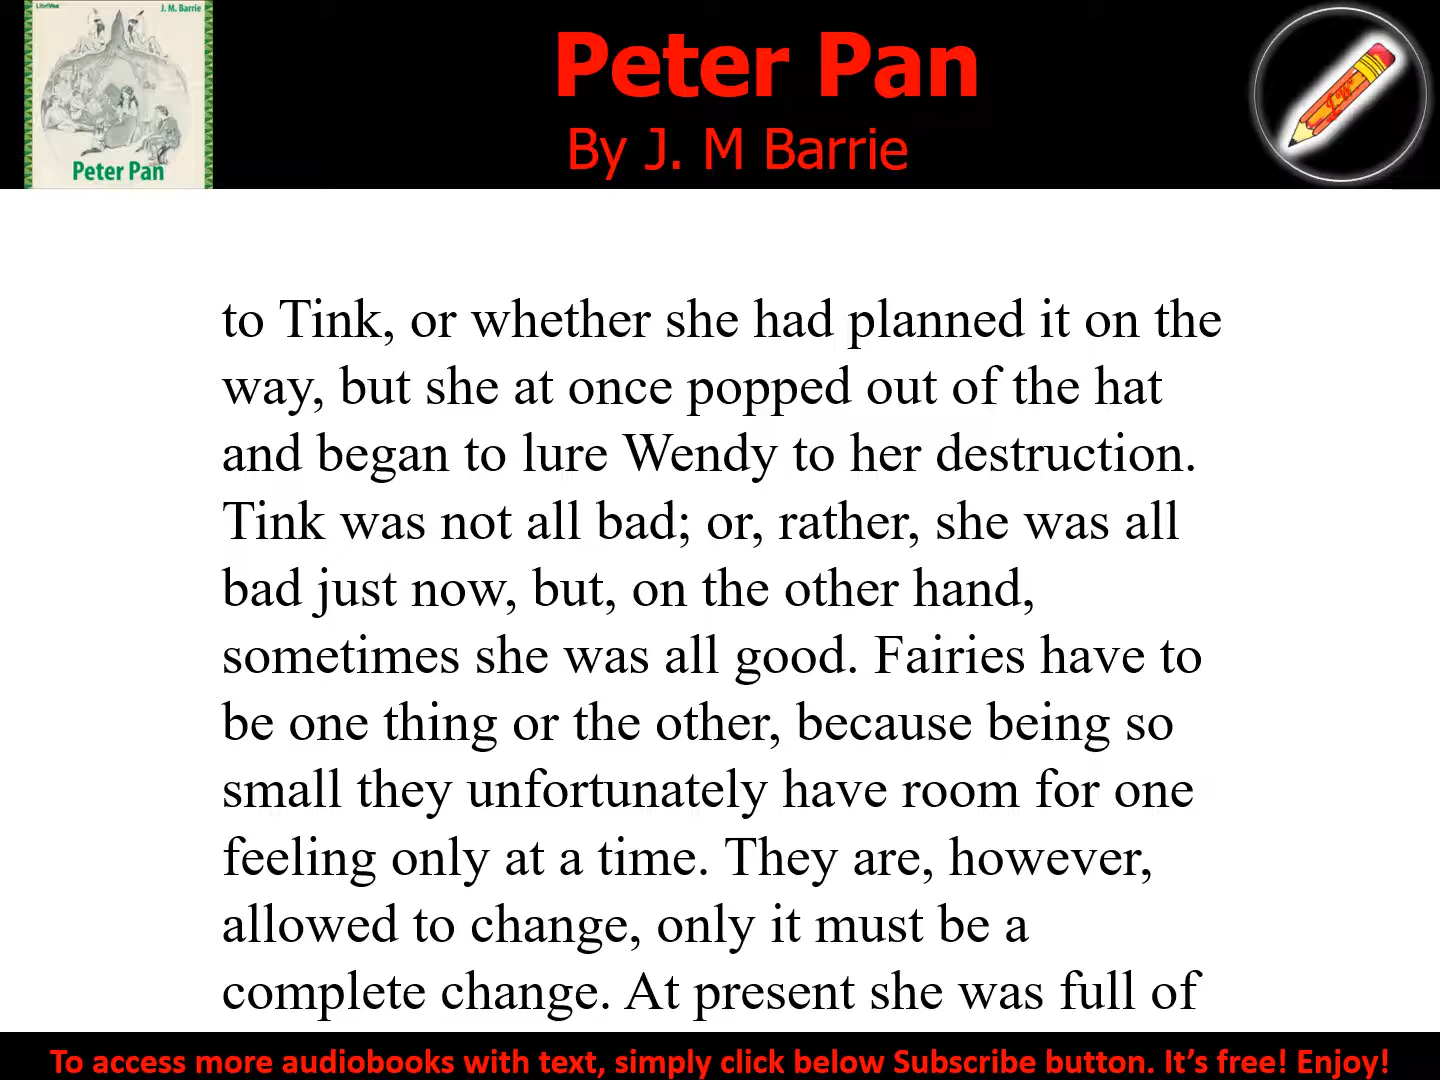 LibriVox
J. M. Barrie
Peter Pan
Peter Pan
By J. M Barrie
to Tink, or whether she had planned it on the
way, but she at once popped out of the hat
and began to lure Wendy to her destruction.
Tink was not all bad; or, rather, she was all
bad just now, but, on the other hand,
sometimes she was all good. Fairies have to
be one thing or the other, because being so
small they unfortunately have room for one
feeling only at a time. They are, however,
allowed to change, only it must be a
complete change. At present she was full of
To access more audiobooks with text, simply click below Subscribe button. It’s free! Enjoy!